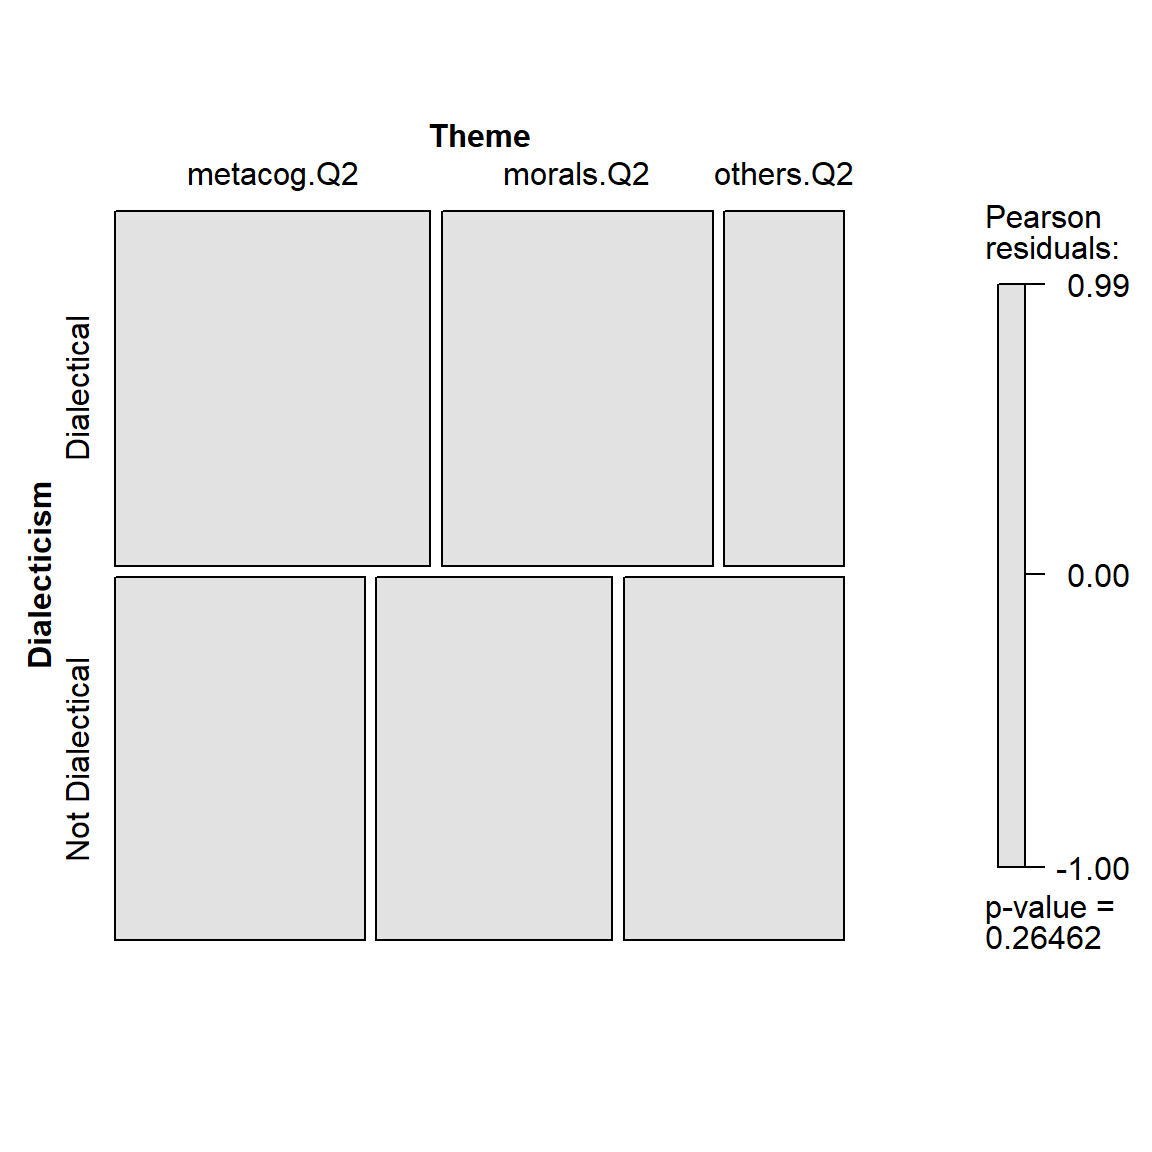 Theme
metacog.Q2 morals.Q2 others.Q2
Dialecticism
Dialectical
Not Dialectical
Pearson
residuals:
0.99
0.00
-1.00
p-value =
0.26462